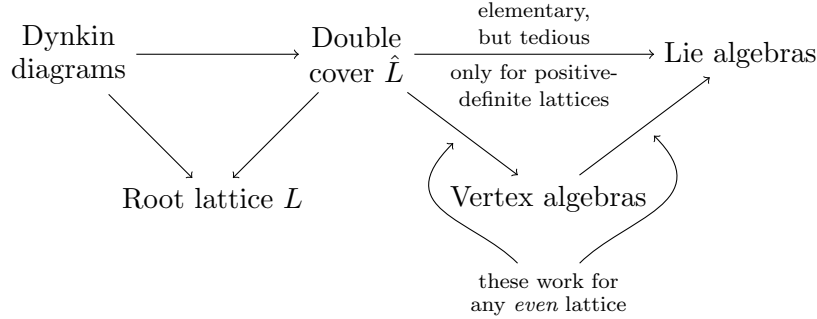 Dynkin
diagrams
Double
cover L̂
elementary,
but tedious
only for positive-
definite lattices
Lie algebras
Root lattice L
Vertex algebras
these work for
any even lattice